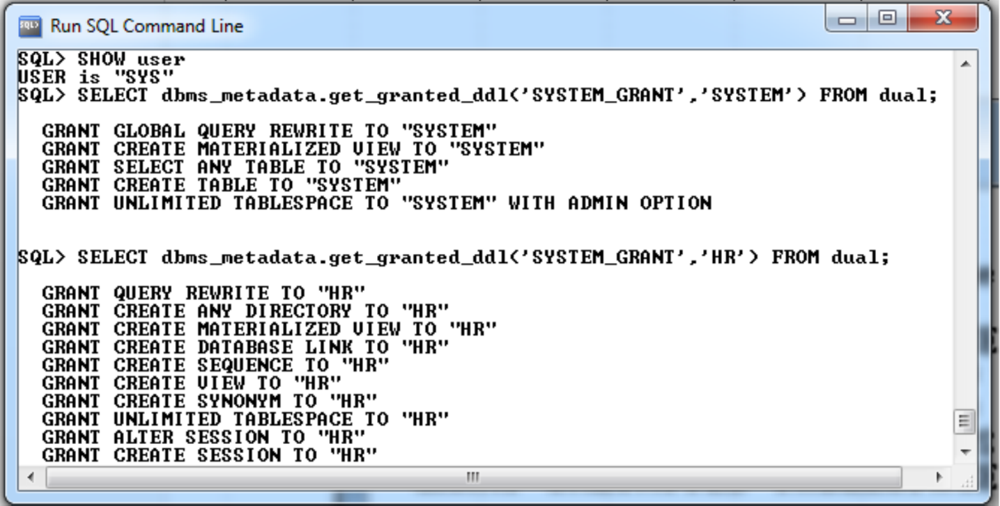 SQL> Run SQL Command Line
SQL> SHOW user
USER is "SYS"
SQL> SELECT dbms_metadata.get_granted_ddl('SYSTEM_GRANT','SYSTEM') FROM dual;
GRANT GLOBAL QUERY REWRITE TO "SYSTEM"
GRANT CREATE MATERIALIZED VIEW TO "SYSTEM"
GRANT SELECT ANY TABLE TO "SYSTEM"
GRANT CREATE TABLE TO "SYSTEM"
GRANT UNLIMITED TABLESPACE TO "SYSTEM" WITH ADMIN OPTION
SQL> SELECT dbms_metadata.get_granted_ddl('SYSTEM_GRANT','HR') FROM dual;
GRANT QUERY REWRITE TO "HR"
GRANT CREATE ANY DIRECTORY TO "HR"
GRANT CREATE MATERIALIZED VIEW TO "HR"
GRANT CREATE DATABASE LINK TO "HR"
GRANT CREATE SEQUENCE TO "HR"
GRANT CREATE VIEW TO "HR"
GRANT CREATE SYNONYM TO "HR"
GRANT UNLIMITED TABLESPACE TO "HR"
GRANT ALTER SESSION TO "HR"
GRANT CREATE SESSION TO "HR"